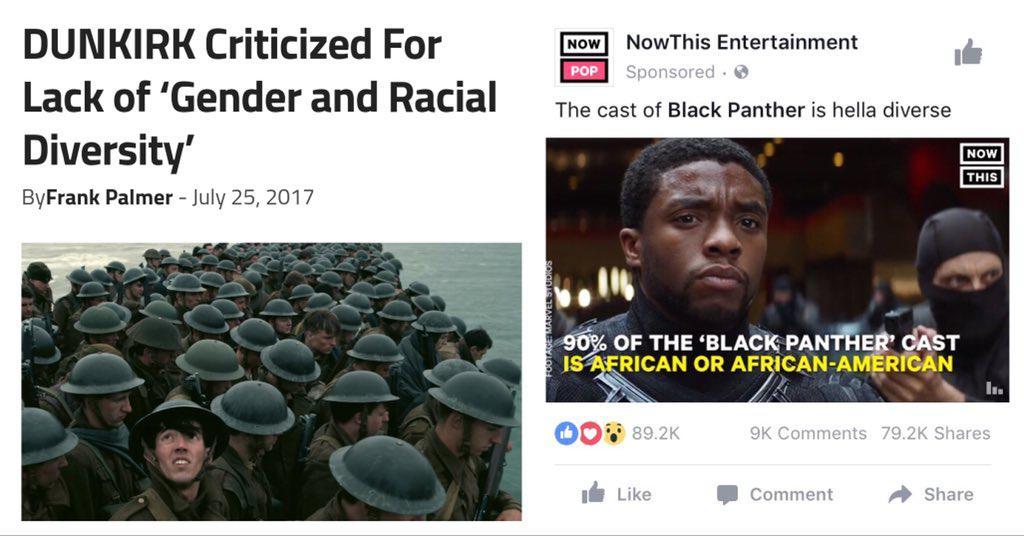 DUNKIRK Criticized For
Lack of ‘Gender and Racial
Diversity’
ByFrank Palmer - July 25, 2017
NOW
POP
NowThis Entertainment
Sponsored ·
The cast of Black Panther is hella diverse
NOW
THIS
FOOTAGE: MARVEL STUDIOS
90% OF THE ‘BLACK PANTHER’ CAST
IS AFRICAN OR AFRICAN-AMERICAN
89.2K
9K Comments 79.2K Shares
Like Comment Share